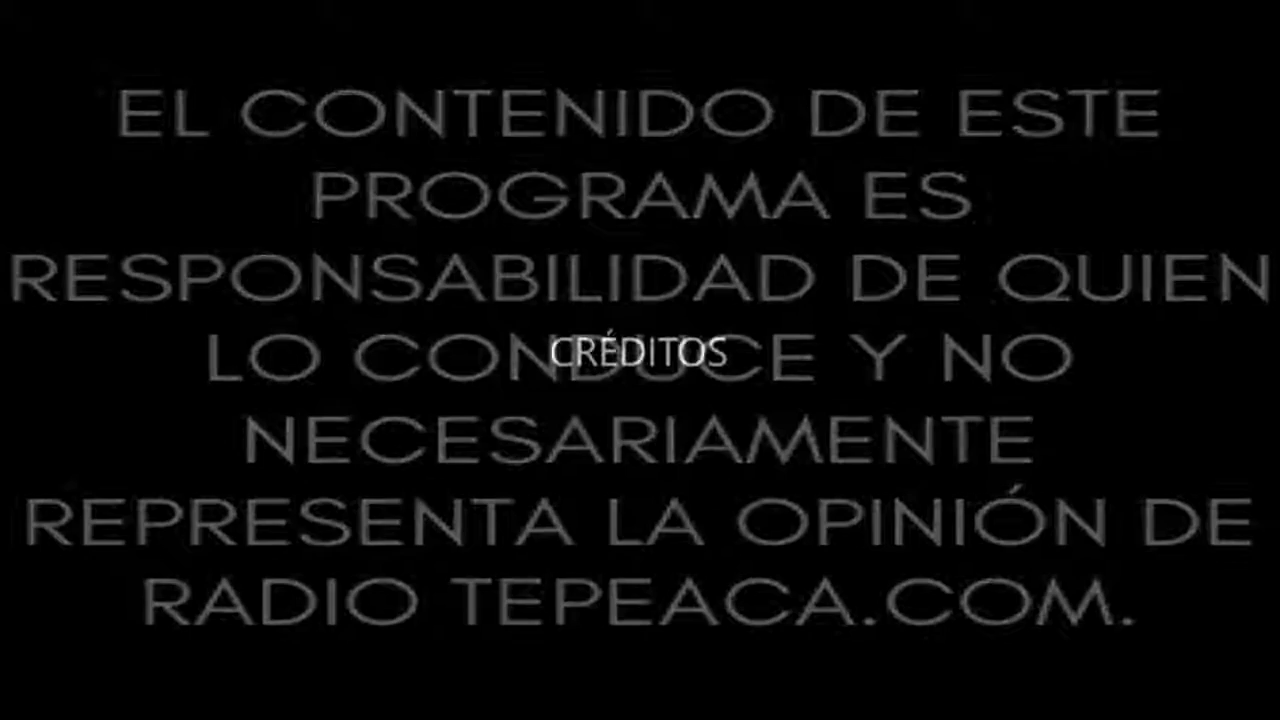 EL CONTENIDO DE ESTE
PROGRAMA ES
RESPONSABILIDAD DE QUIEN
LO CONDUCE Y NO
CRÉDITOS
NECESARIAMENTE
REPRESENTA LA OPINIÓN DE
RADIO TEPEACA.COM.